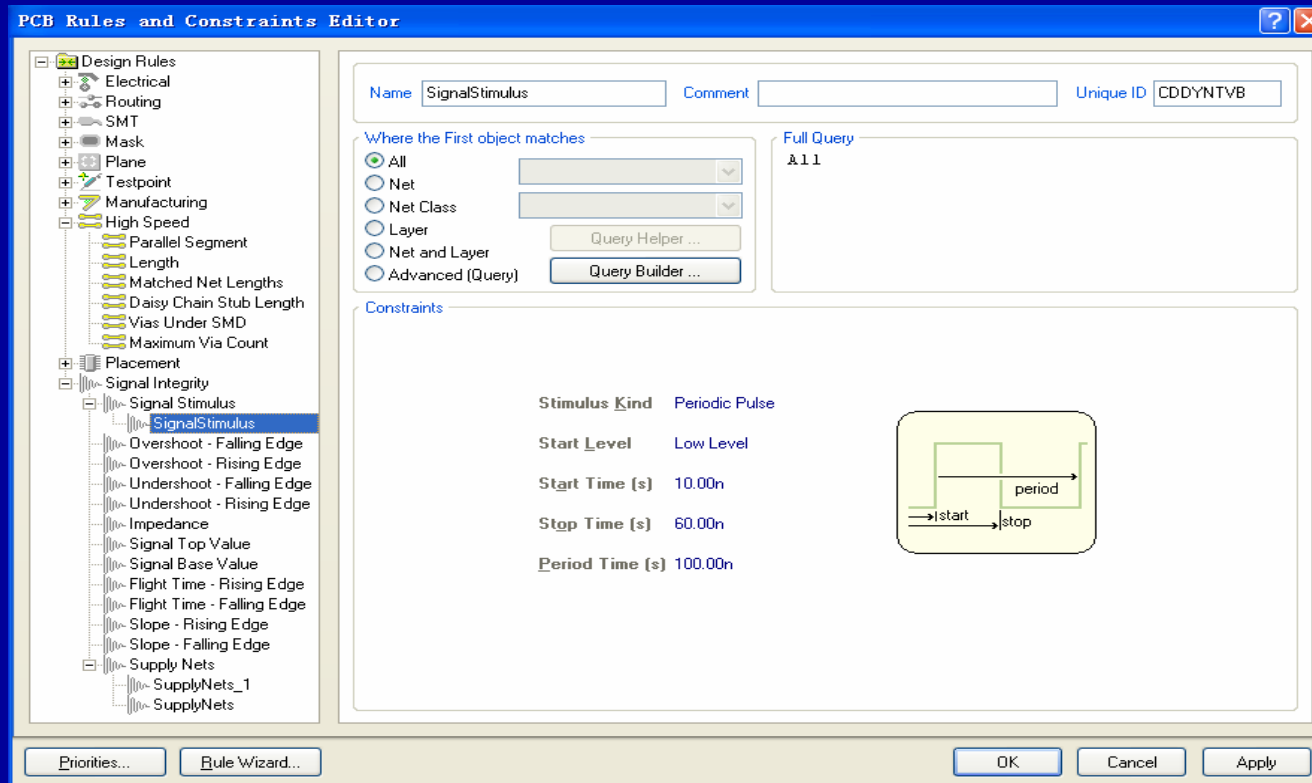 PCB Rules and Constraints Editor
Design Rules
Electrical
Routing
SMT
Mask
Plane
Testpoint
Manufacturing
High Speed
Parallel Segment
Length
Matched Net Lengths
Daisy Chain Stub Length
Vias Under SMD
Maximum Via Count
Placement
Signal Integrity
Signal Stimulus
SignalStimulus
Overshoot - Falling Edge
Overshoot - Rising Edge
Undershoot - Falling Edge
Undershoot - Rising Edge
Impedance
Signal Top Value
Signal Base Value
Flight Time - Rising Edge
Flight Time - Falling Edge
Slope - Rising Edge
Slope - Falling Edge
Supply Nets
SupplyNets_1
SupplyNets
Name SignalStimulus Comment Unique ID CDDYNTVB
Where the First object matches
All
Net
Net Class
Layer
Net and Layer
Advanced (Query)
Query Helper ...
Query Builder ...
Full Query
All
Constraints
Stimulus Kind Periodic Pulse
Start Level Low Level
Start Time (s) 10.00n
Stop Time (s) 60.00n
Period Time (s) 100.00n
period
start
stop
Priorities... Rule Wizard... OK Cancel Apply